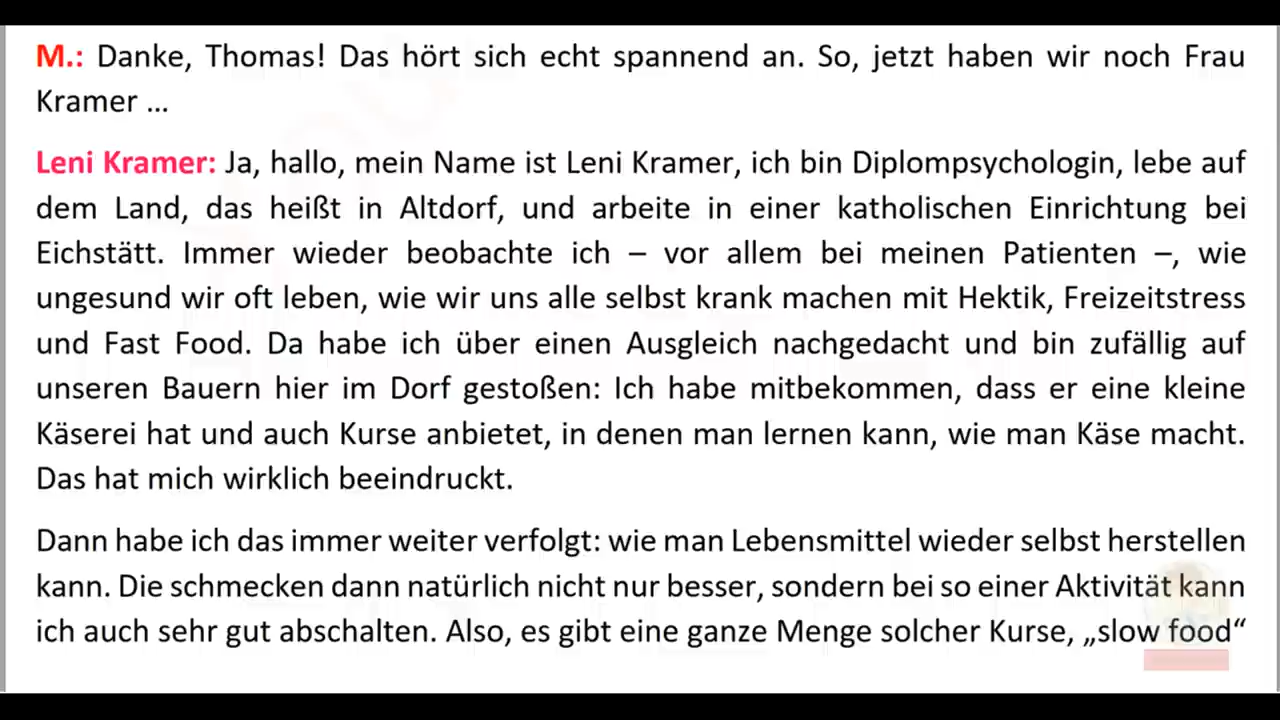 M.: Danke, Thomas! Das hört sich echt spannend an. So, jetzt haben wir noch Frau
Kramer ...
Leni Kramer: Ja, hallo, mein Name ist Leni Kramer, ich bin Diplompsychologin, lebe auf
dem Land, das heißt in Altdorf, und arbeite in einer katholischen Einrichtung bei
Eichstätt. Immer wieder beobachte ich – vor allem bei meinen Patienten –, wie
ungesund wir oft leben, wie wir uns alle selbst krank machen mit Hektik, Freizeitstress
und Fast Food. Da habe ich über einen Ausgleich nachgedacht und bin zufällig auf
unseren Bauern hier im Dorf gestoßen: Ich habe mitbekommen, dass er eine kleine
Käserei hat und auch Kurse anbietet, in denen man lernen kann, wie man Käse macht.
Das hat mich wirklich beeindruckt.
Dann habe ich das immer weiter verfolgt: wie man Lebensmittel wieder selbst herstellen
kann. Die schmecken dann natürlich nicht nur besser, sondern bei so einer Aktivität kann
ich auch sehr gut abschalten. Also, es gibt eine ganze Menge solcher Kurse, „slow food“